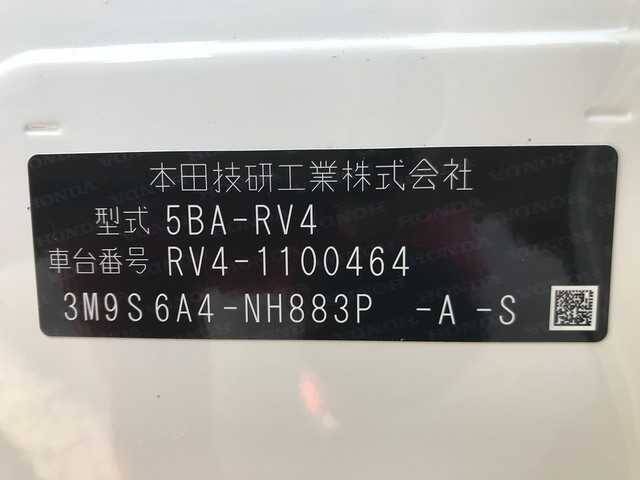 本田技研工業株式会社
型式 5BA-RV4
車台番号 RV4-1100464
3M9S6A4-NH883P -A -S